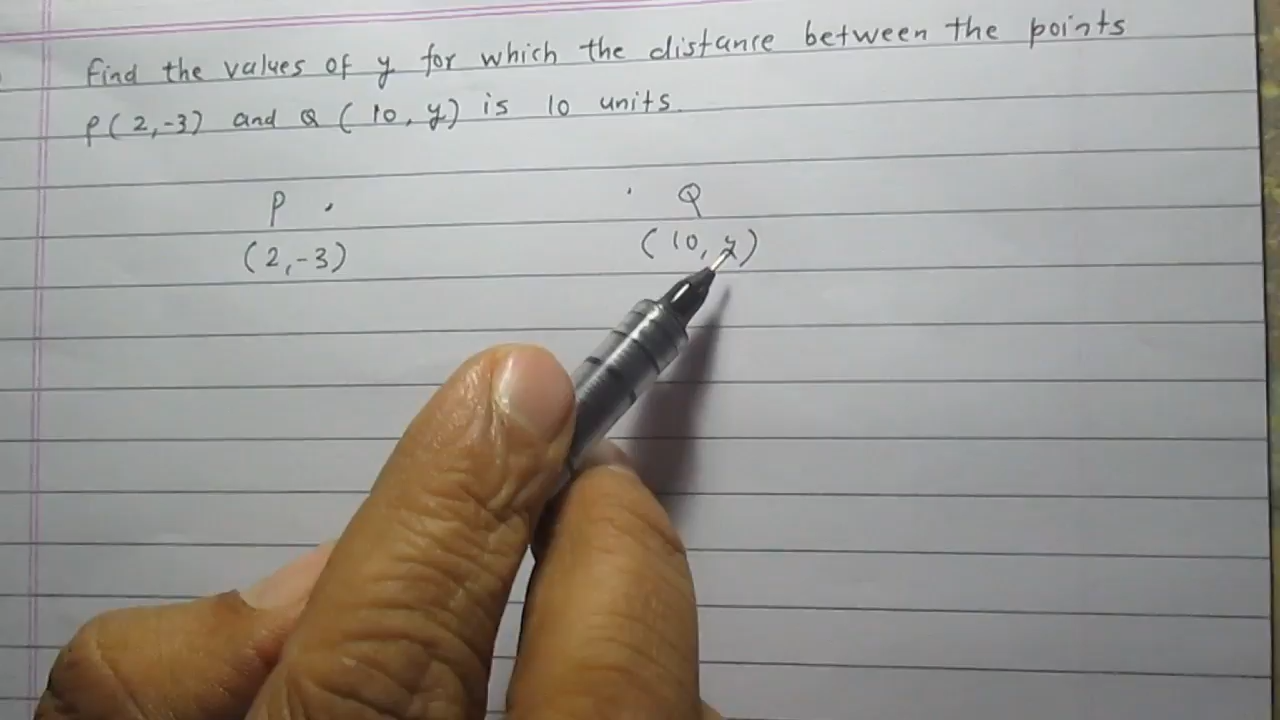 Find the values of y for which the distance between the points
P(2,-3) and Q (10, y) is 10 units.
P . . Q
(2,-3) (10, y)